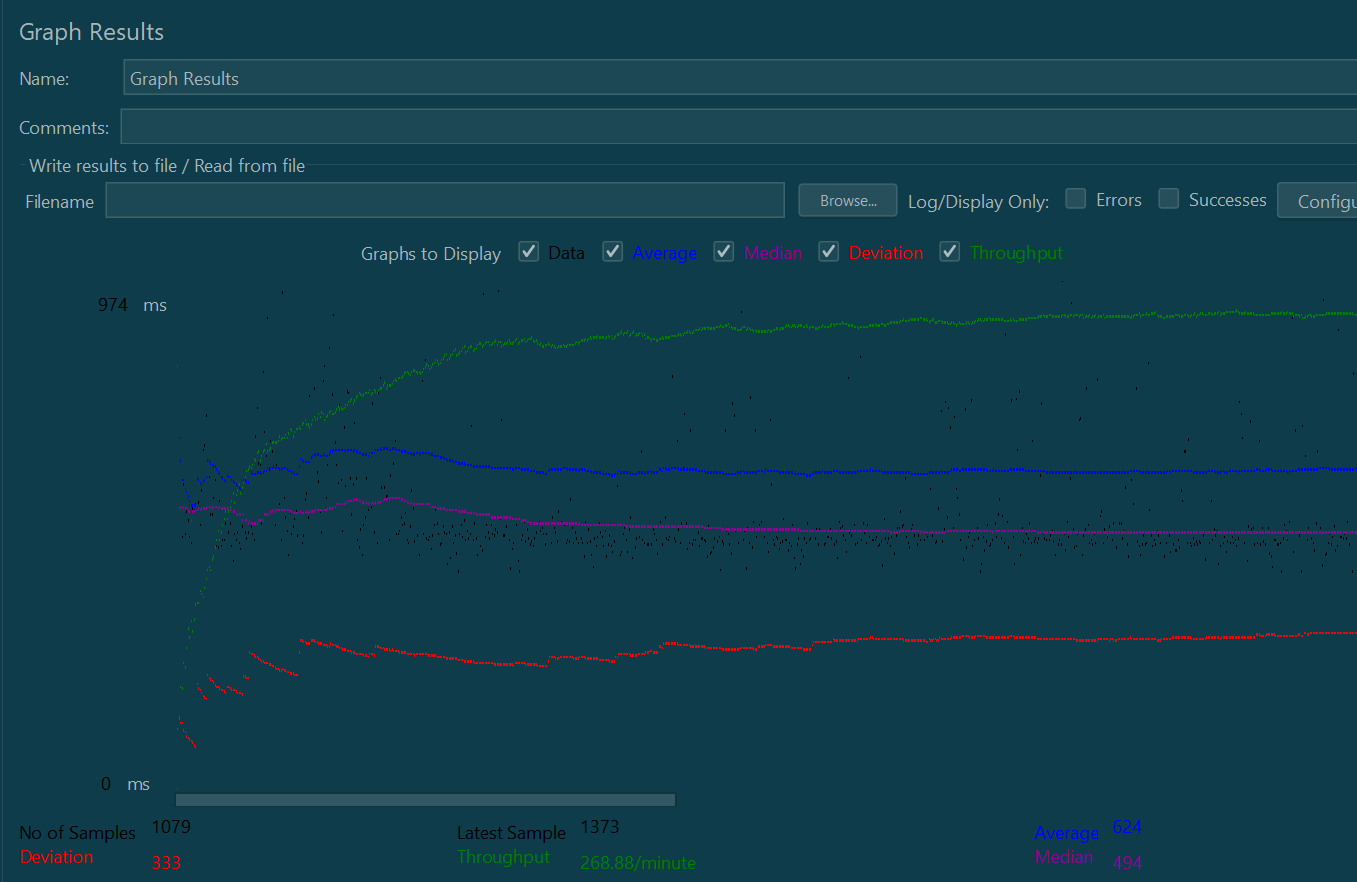 Graph Results
Name: Graph Results
Comments:
Write results to file / Read from file
Filename Browse... Log/Display Only: Errors Successes Configu
Graphs to Display Data Average Median Deviation Throughput
974 ms
0 ms
No of Samples 1079 Latest Sample 1373 Average 624
Deviation 333 Throughput 268.88/minute Median 494